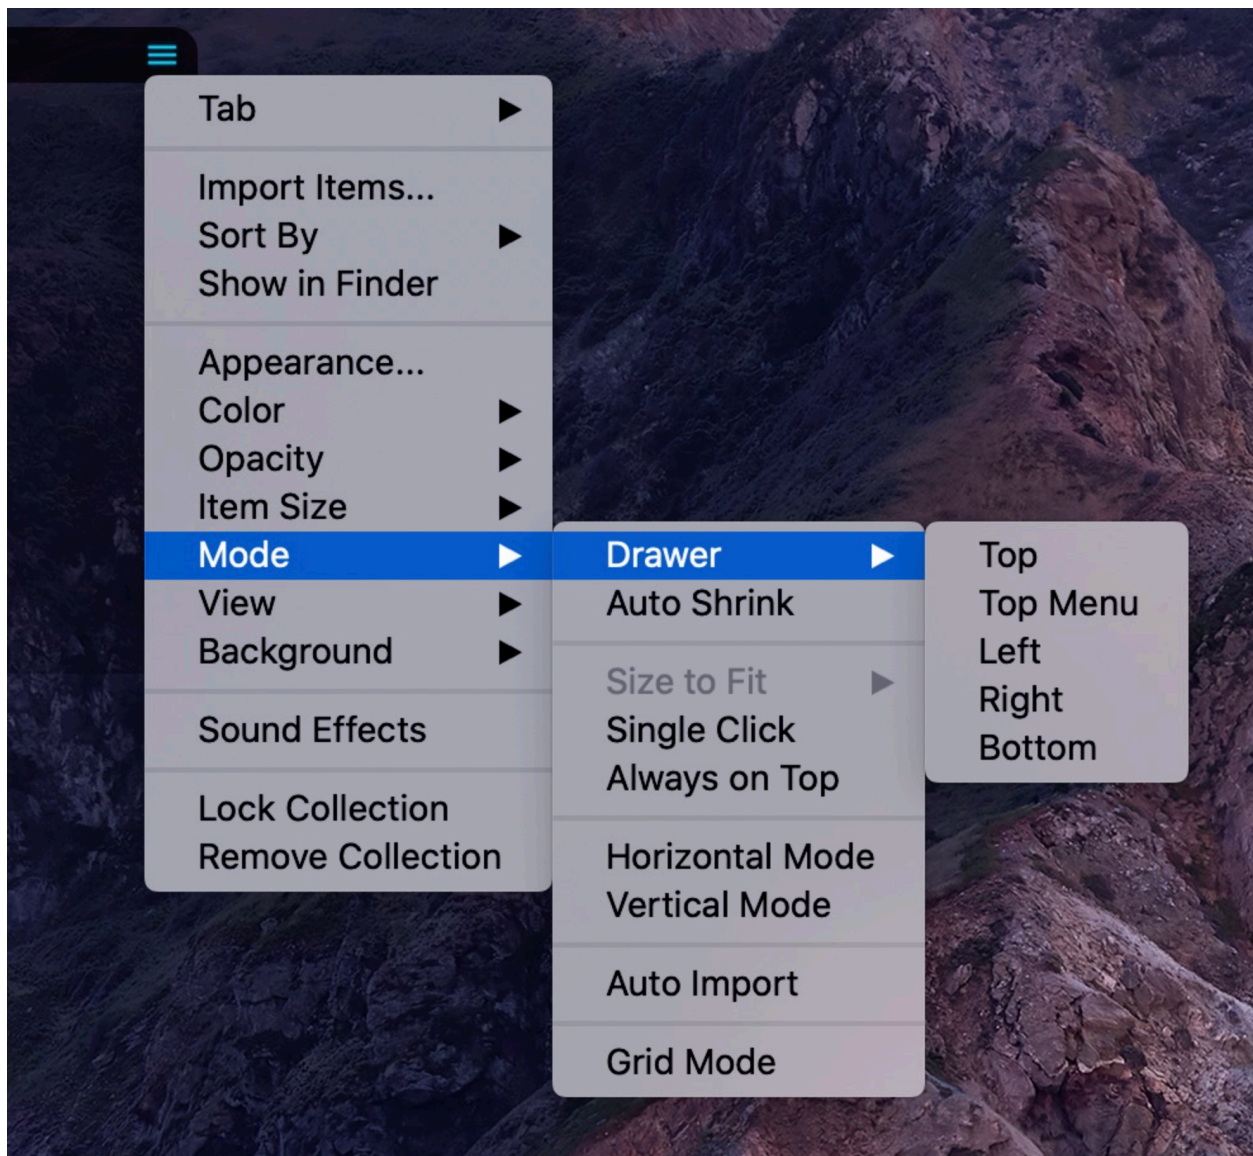 Tab
Import Items...
Sort By
Show in Finder
Appearance...
Color
Opacity
Item Size
Mode
View
Background
Sound Effects
Lock Collection
Remove Collection
Drawer
Auto Shrink
Size to Fit
Single Click
Always on Top
Horizontal Mode
Vertical Mode
Auto Import
Grid Mode
Top
Top Menu
Left
Right
Bottom